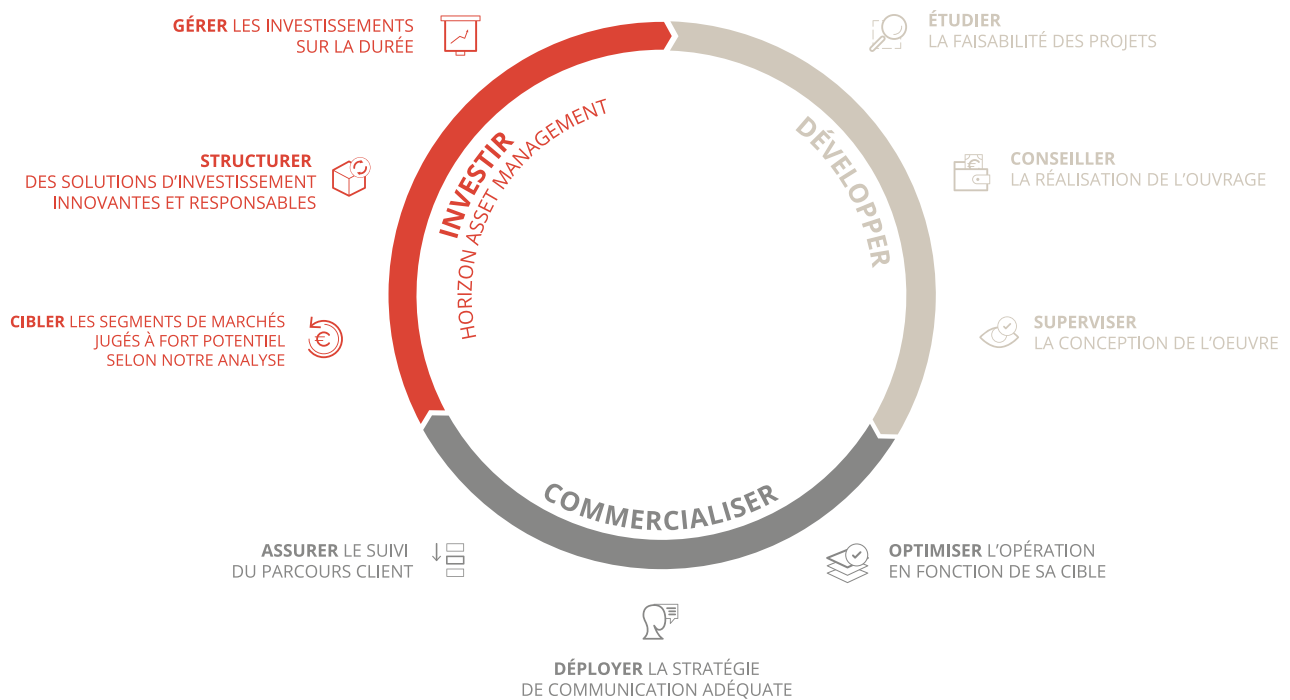 GÉRER LES INVESTISSEMENTS
SUR LA DURÉE
STRUCTURER
DES SOLUTIONS D'INVESTISSEMENT
INNOVANTES ET RESPONSABLES
CIBLER LES SEGMENTS DE MARCHÉS
JUGÉS À FORT POTENTIEL
SELON NOTRE ANALYSE
INVESTIR
HORIZON ASSET MANAGEMENT
DÉVELOPPER
ÉTUDIER
LA FAISABILITÉ DES PROJETS
CONSEILLER
LA RÉALISATION DE L'OUVRAGE
SUPERVISER
LA CONCEPTION DE L'OEUVRE
COMMERCIALISER
ASSURER LE SUIVI
DU PARCOURS CLIENT
OPTIMISER L'OPÉRATION
EN FONCTION DE SA CIBLE
DÉPLOYER LA STRATÉGIE
DE COMMUNICATION ADÉQUATE